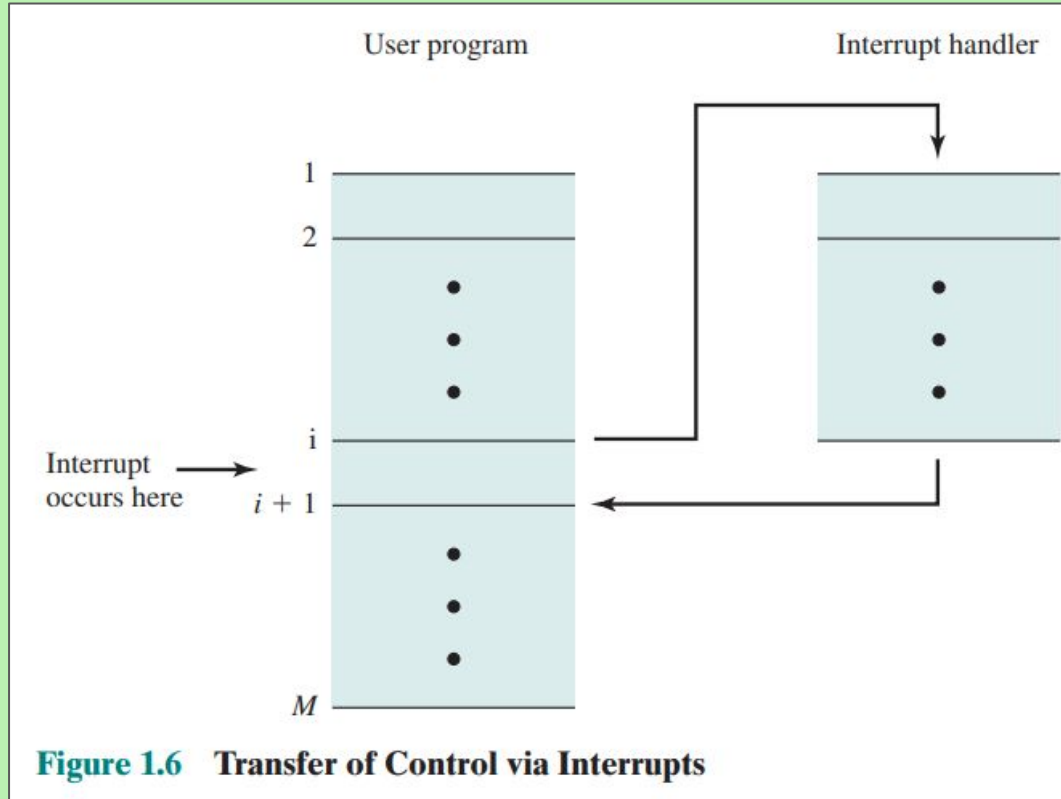 User program
Interrupt handler
1
2
i
Interrupt
occurs here
i + 1
M
Figure 1.6 Transfer of Control via Interrupts